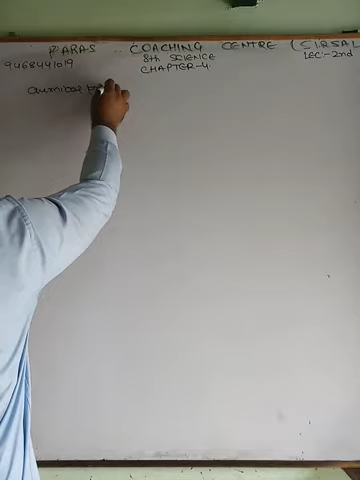 PARAS COACHING CENTRE (SIRSA)
9468441019 8th SCIENCE LEC:-2nd
CHAPTER-4